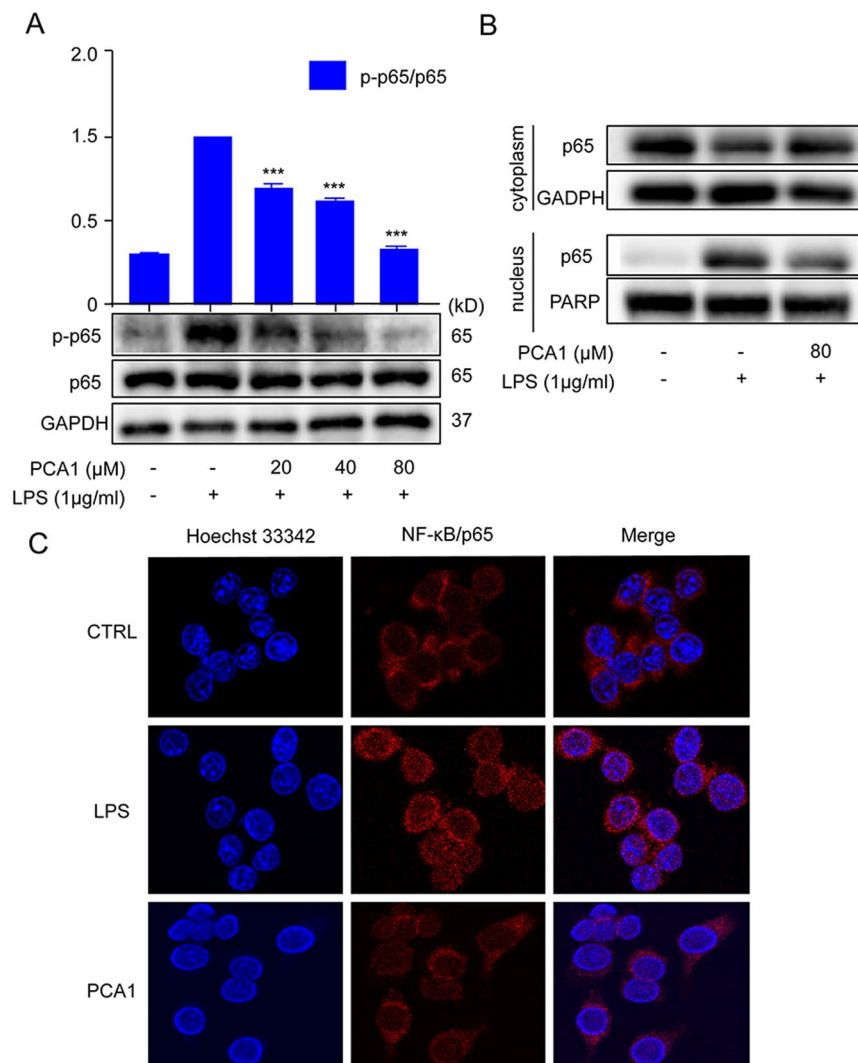 A
2.0
1.5
0.5
0
p-p65/p65
***
***
***
(kD)
p-p65 65
p65 65
GAPDH 37
PCA1 (µM) - - 20 40 80
LPS (1µg/ml) - + + + +
B
cytoplasm
p65
GADPH
nucleus
p65
PARP
PCA1 (µM) - - 80
LPS (1µg/ml) - + +
C
Hoechst 33342 NF-κB/p65 Merge
CTRL
LPS
PCA1